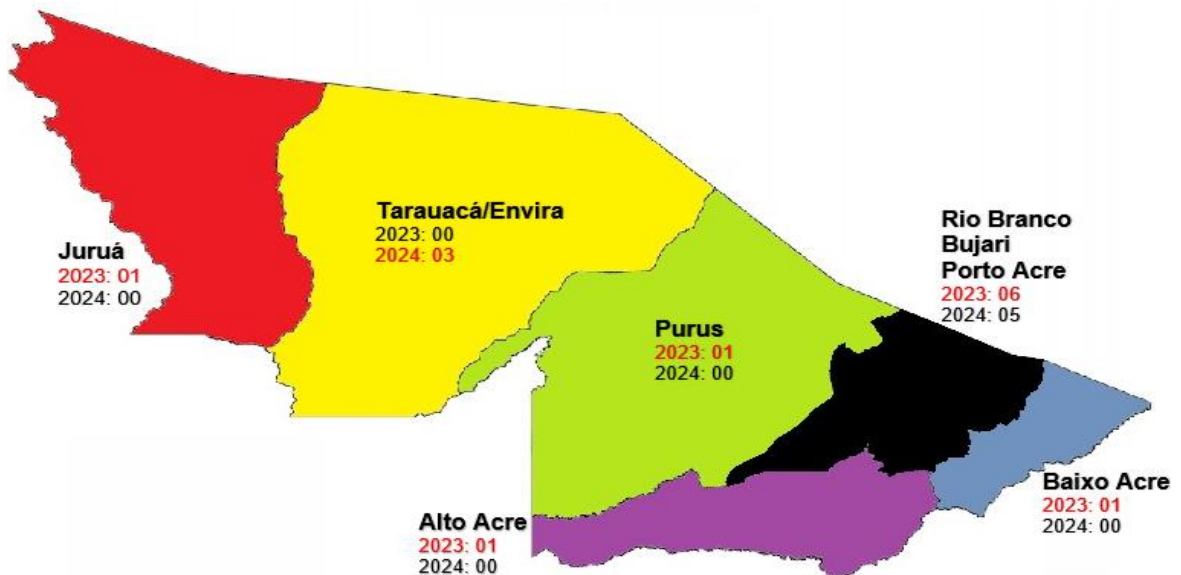 Juruá
2023: 01
2024: 00
Tarauacá/Envira
2023: 00
2024: 03
Purus
2023: 01
2024: 00
Rio Branco
Bujari
Porto Acre
2023: 06
2024: 05
Alto Acre
2023: 01
2024: 00
Baixo Acre
2023: 01
2024: 00